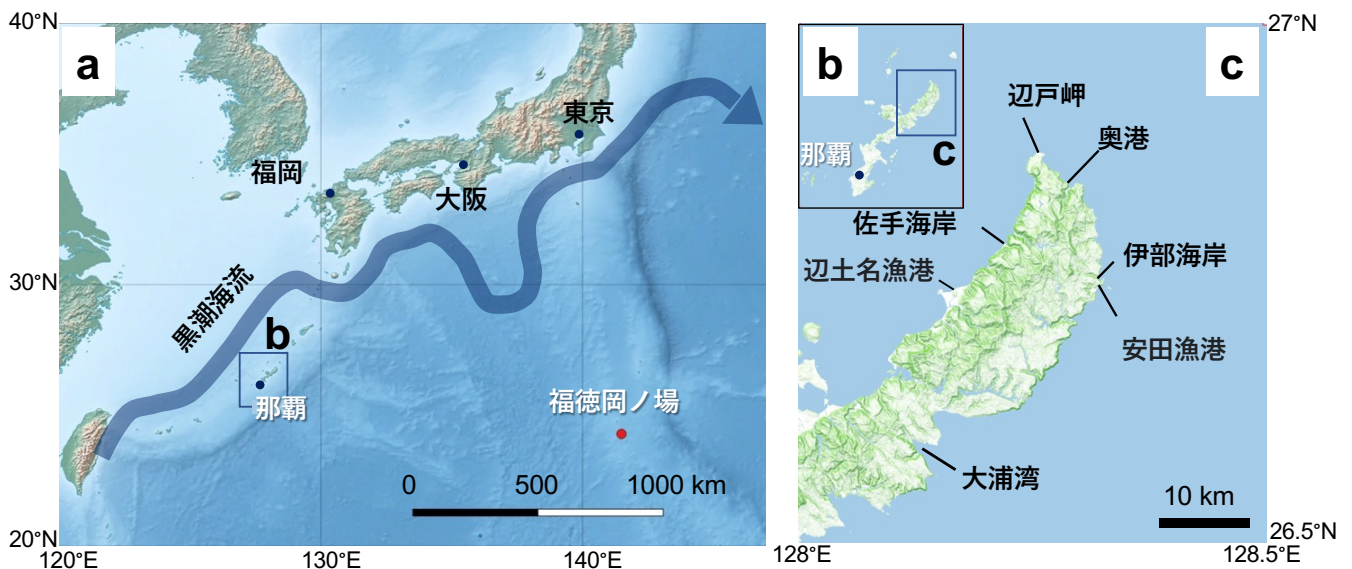 40°N
a
東京
福岡
大阪
30°N
黒潮海流
b
那覇
福徳岡ノ場
0 500 1000 km
20°N
120°E 130°E 140°E
b
那覇
c
c
27°N
辺戸岬
奥港
佐手海岸
伊部海岸
辺土名漁港
安田漁港
大浦湾
10 km
26.5°N
128°E 128.5°E